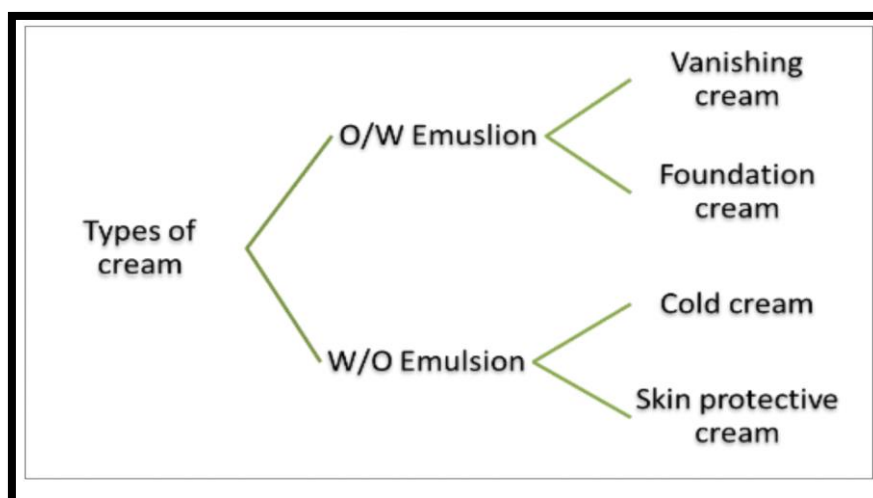 Types of
cream
O/W Emuslion
Vanishing
cream
Foundation
cream
W/O Emulsion
Cold cream
Skin protective
cream